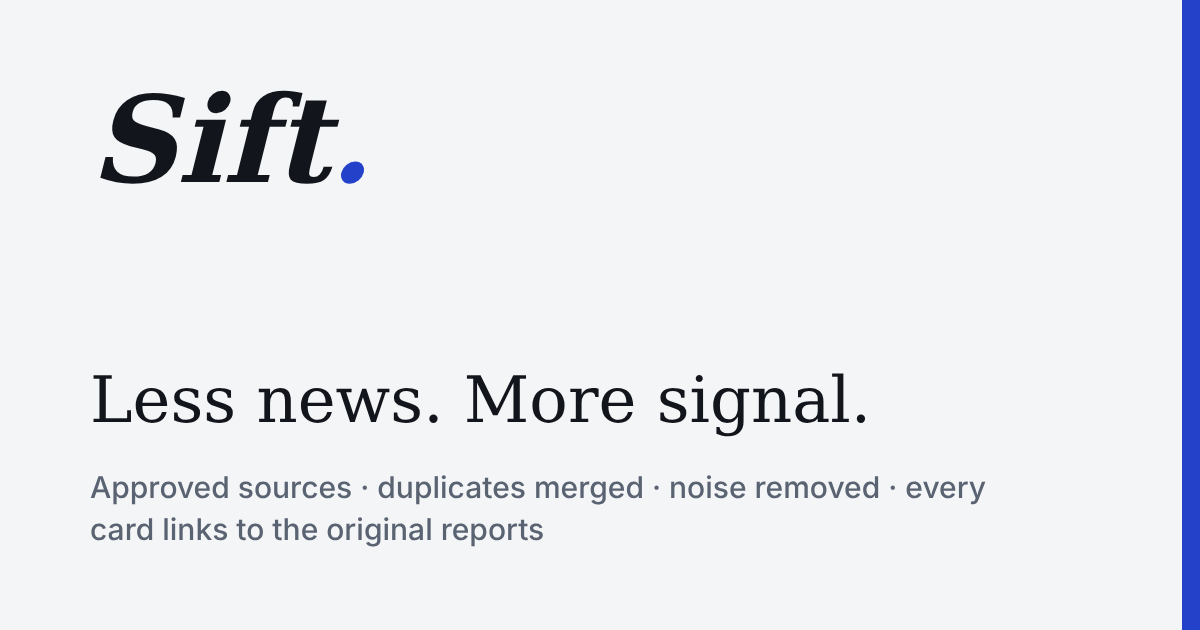 Sift.
Less news. More signal.
Approved sources · duplicates merged · noise removed · every
card links to the original reports